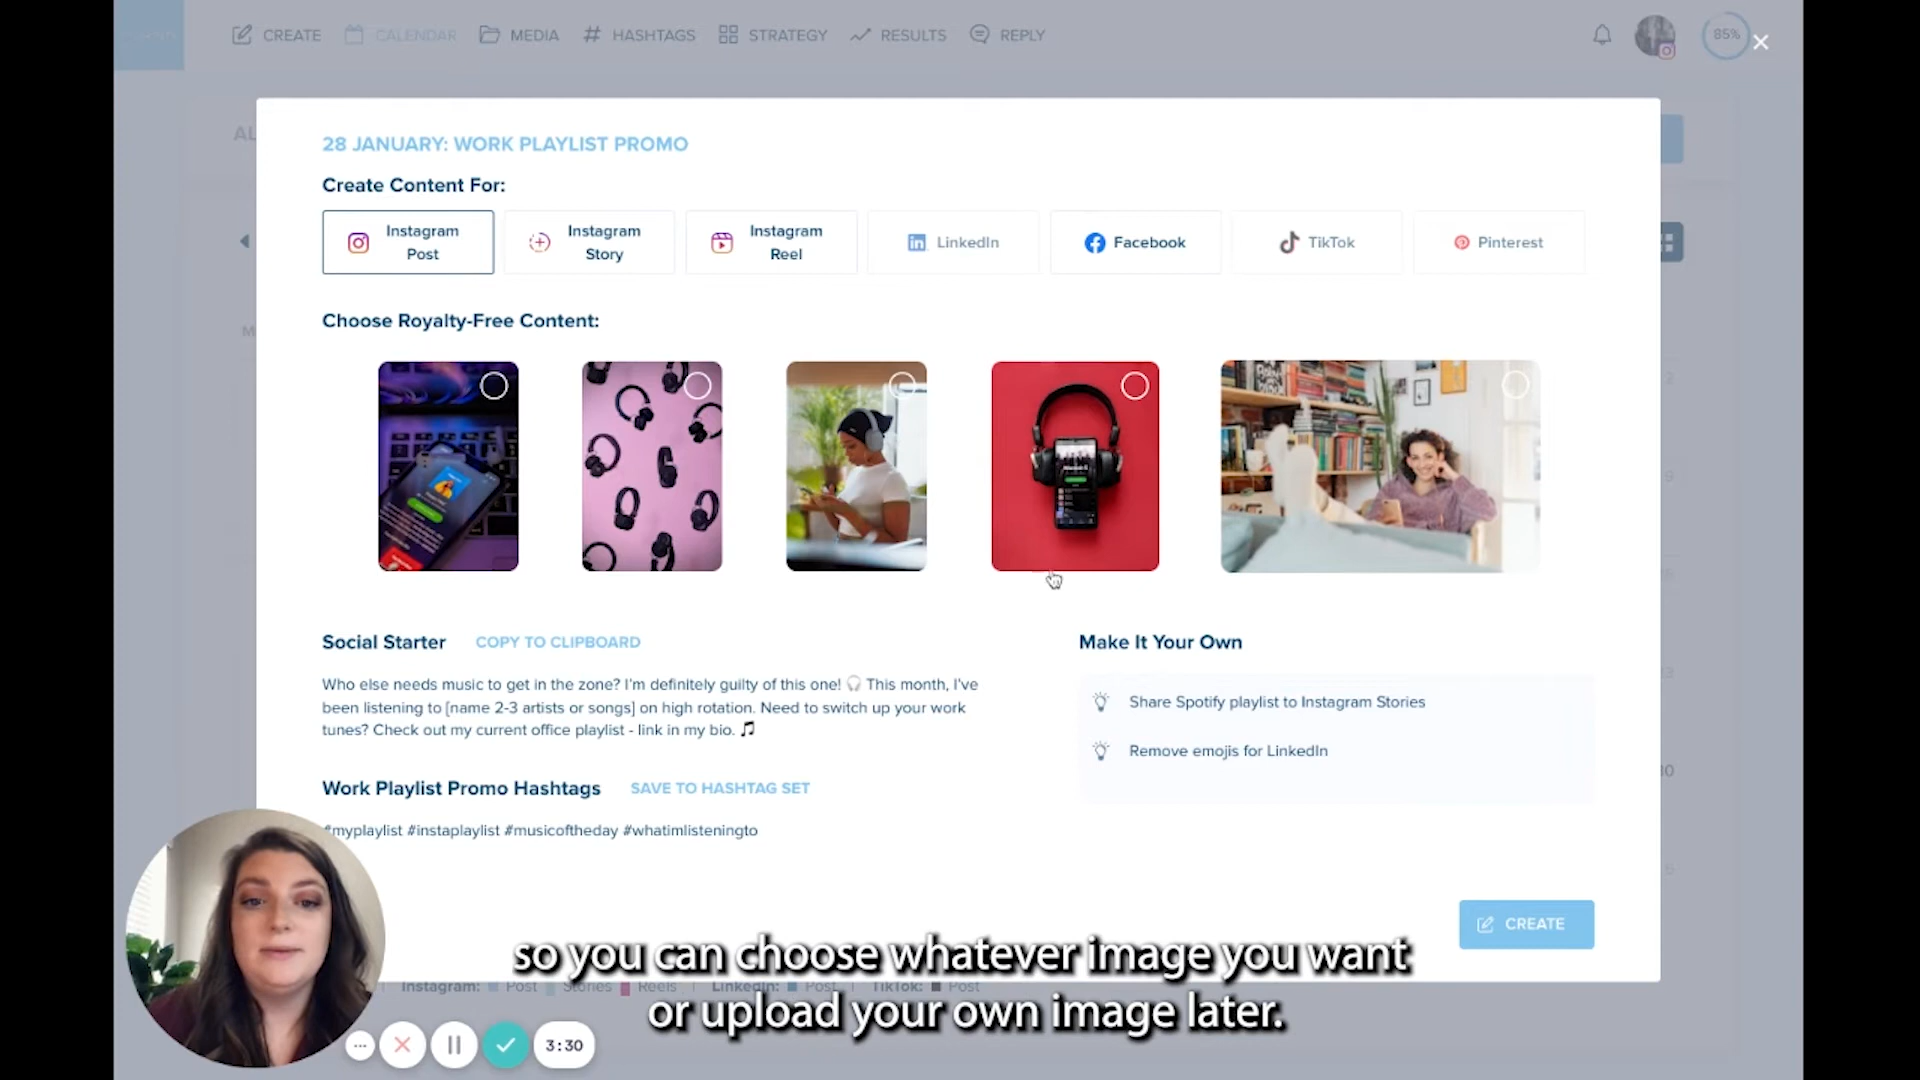 CREATE CALENDAR MEDIA # HASHTAGS STRATEGY RESULTS REPLY 85%
28 JANUARY: WORK PLAYLIST PROMO
Create Content For:
Instagram Post
Instagram Story
Instagram Reel
LinkedIn
Facebook
TikTok
Pinterest
Choose Royalty-Free Content:
Social Starter COPY TO CLIPBOARD
Who else needs music to get in the zone? I'm definitely guilty of this one! 🎧 This month, I've
been listening to [name 2-3 artists or songs] on high rotation. Need to switch up your work
tunes? Check out my current office playlist - link in my bio. 🎵
Work Playlist Promo Hashtags SAVE TO HASHTAG SET
#myplaylist #instaplaylist #musicoftheday #whatimlisteningto
Make It Your Own
Share Spotify playlist to Instagram Stories
Remove emojis for LinkedIn
CREATE
Instagram: Post Stories Reels | LinkedIn: Post | TikTok: Post
so you can choose whatever image you want
or upload your own image later.
3:30